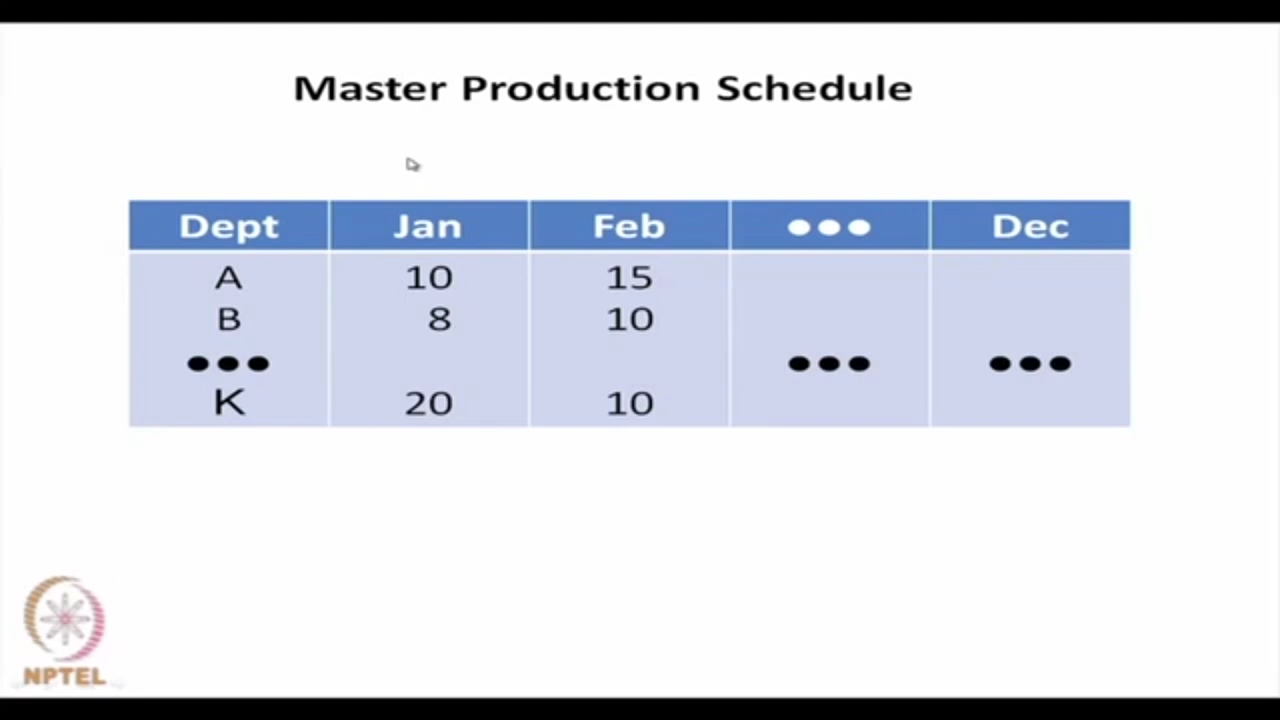 Master Production Schedule
Dept Jan Feb ••• Dec
A 10 15
B 8 10
••• ••• •••
K 20 10
NPTEL